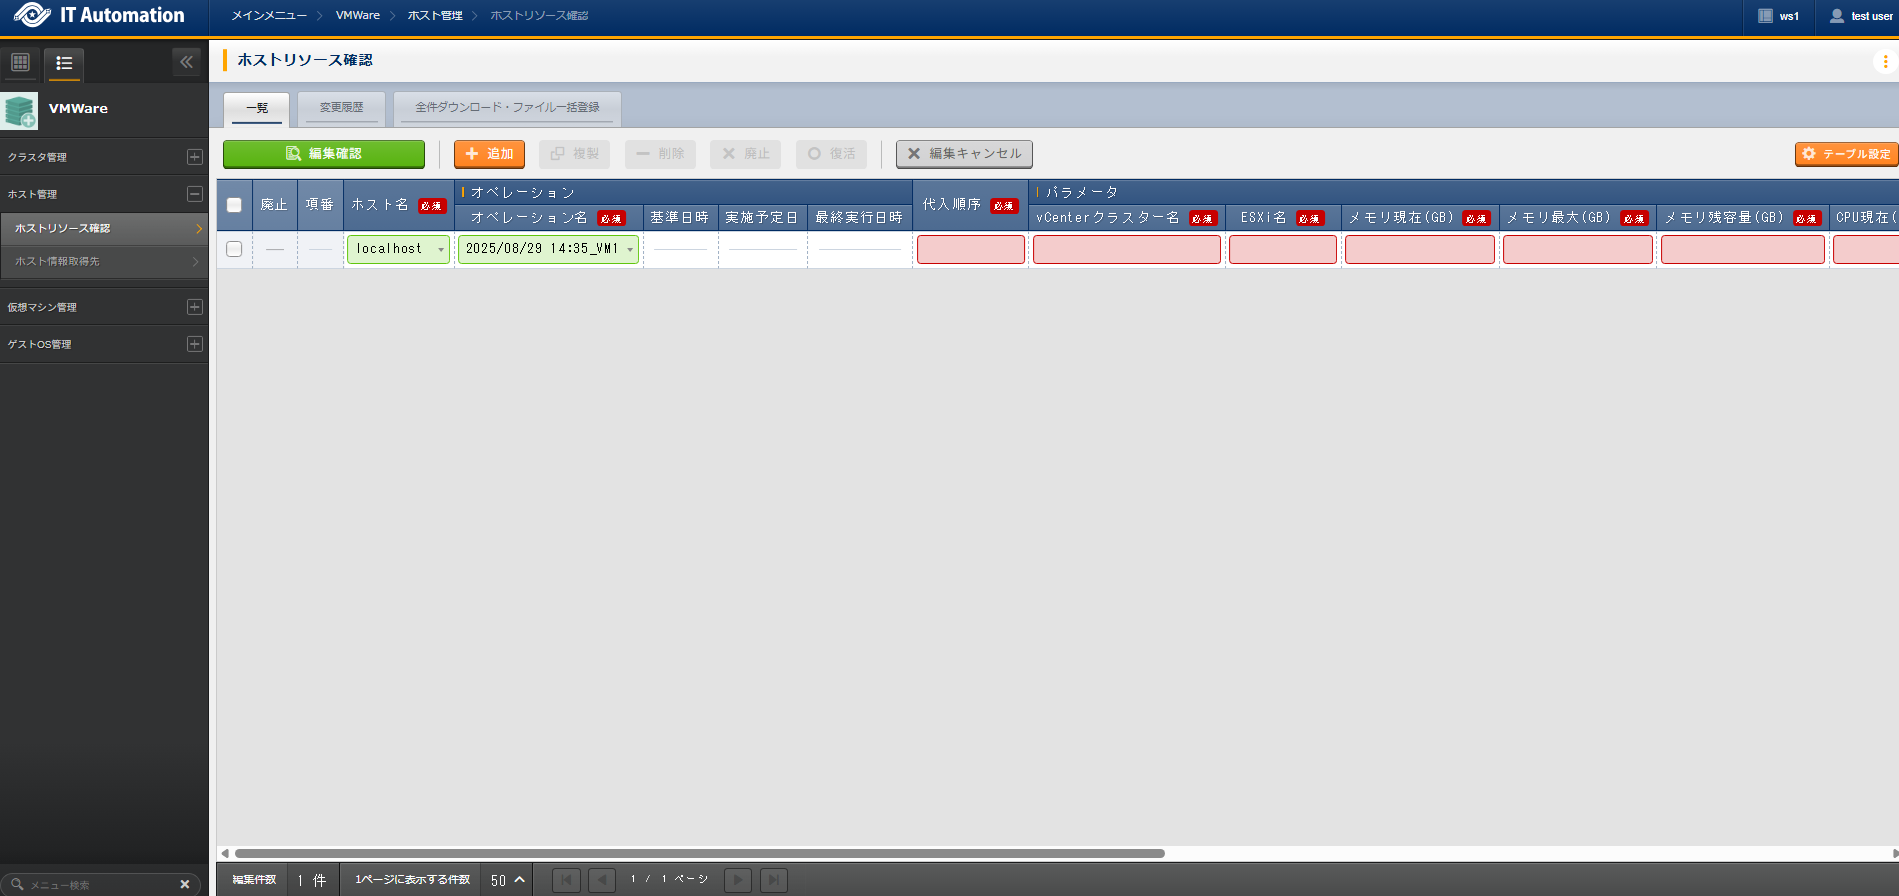 IT Automation
メインメニュー VMWare ホスト管理 ホストリソース確認
ws1 test user
VMWare
クラスタ管理
ホスト管理
ホストリソース確認
ホスト情報取得先
仮想マシン管理
ゲストOS管理
メニュー検索
ホストリソース確認
一覧 変更履歴 全件ダウンロード・ファイル一括登録
編集確認 追加 複製 削除 廃止 復活 編集キャンセル テーブル設定
廃止 項番 ホスト名 必須 オペレーション 代入順序 必須 パラメータ
オペレーション名 必須 基準日時 実施予定日 最終実行日時 vCenterクラスター名 必須 ESXi名 必須 メモリ現在(GB) 必須 メモリ最大(GB) 必須 メモリ残容量(GB) 必須 CPU現在(
localhost 2025/08/29 14:35_VM1
編集件数 1 件 1ページに表示する件数 50 1 / 1 ページ